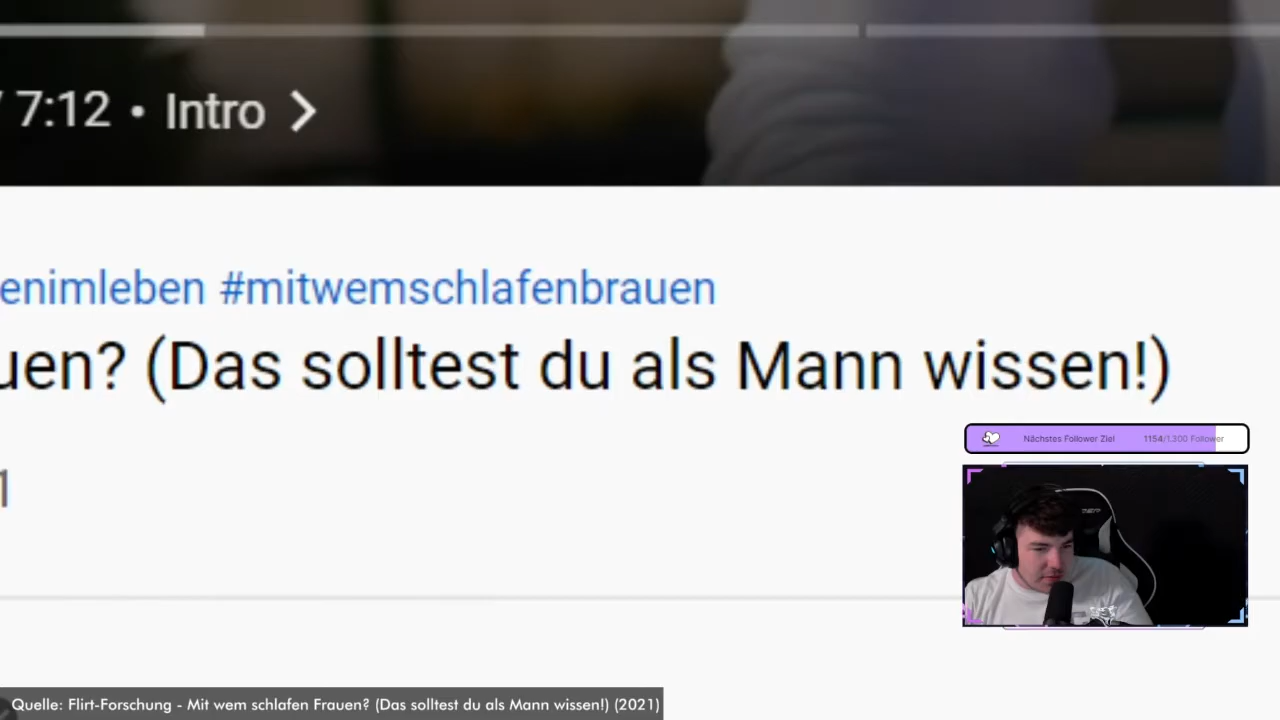 7:12 • Intro
enimleben #mitwemschlafenbrauen
uen? (Das solltest du als Mann wissen!)
1
Nächstes Follower Ziel 1154/1.300 Follower
Quelle: Flirt-Forschung - Mit wem schlafen Frauen? (Das solltest du als Mann wissen!) (2021)